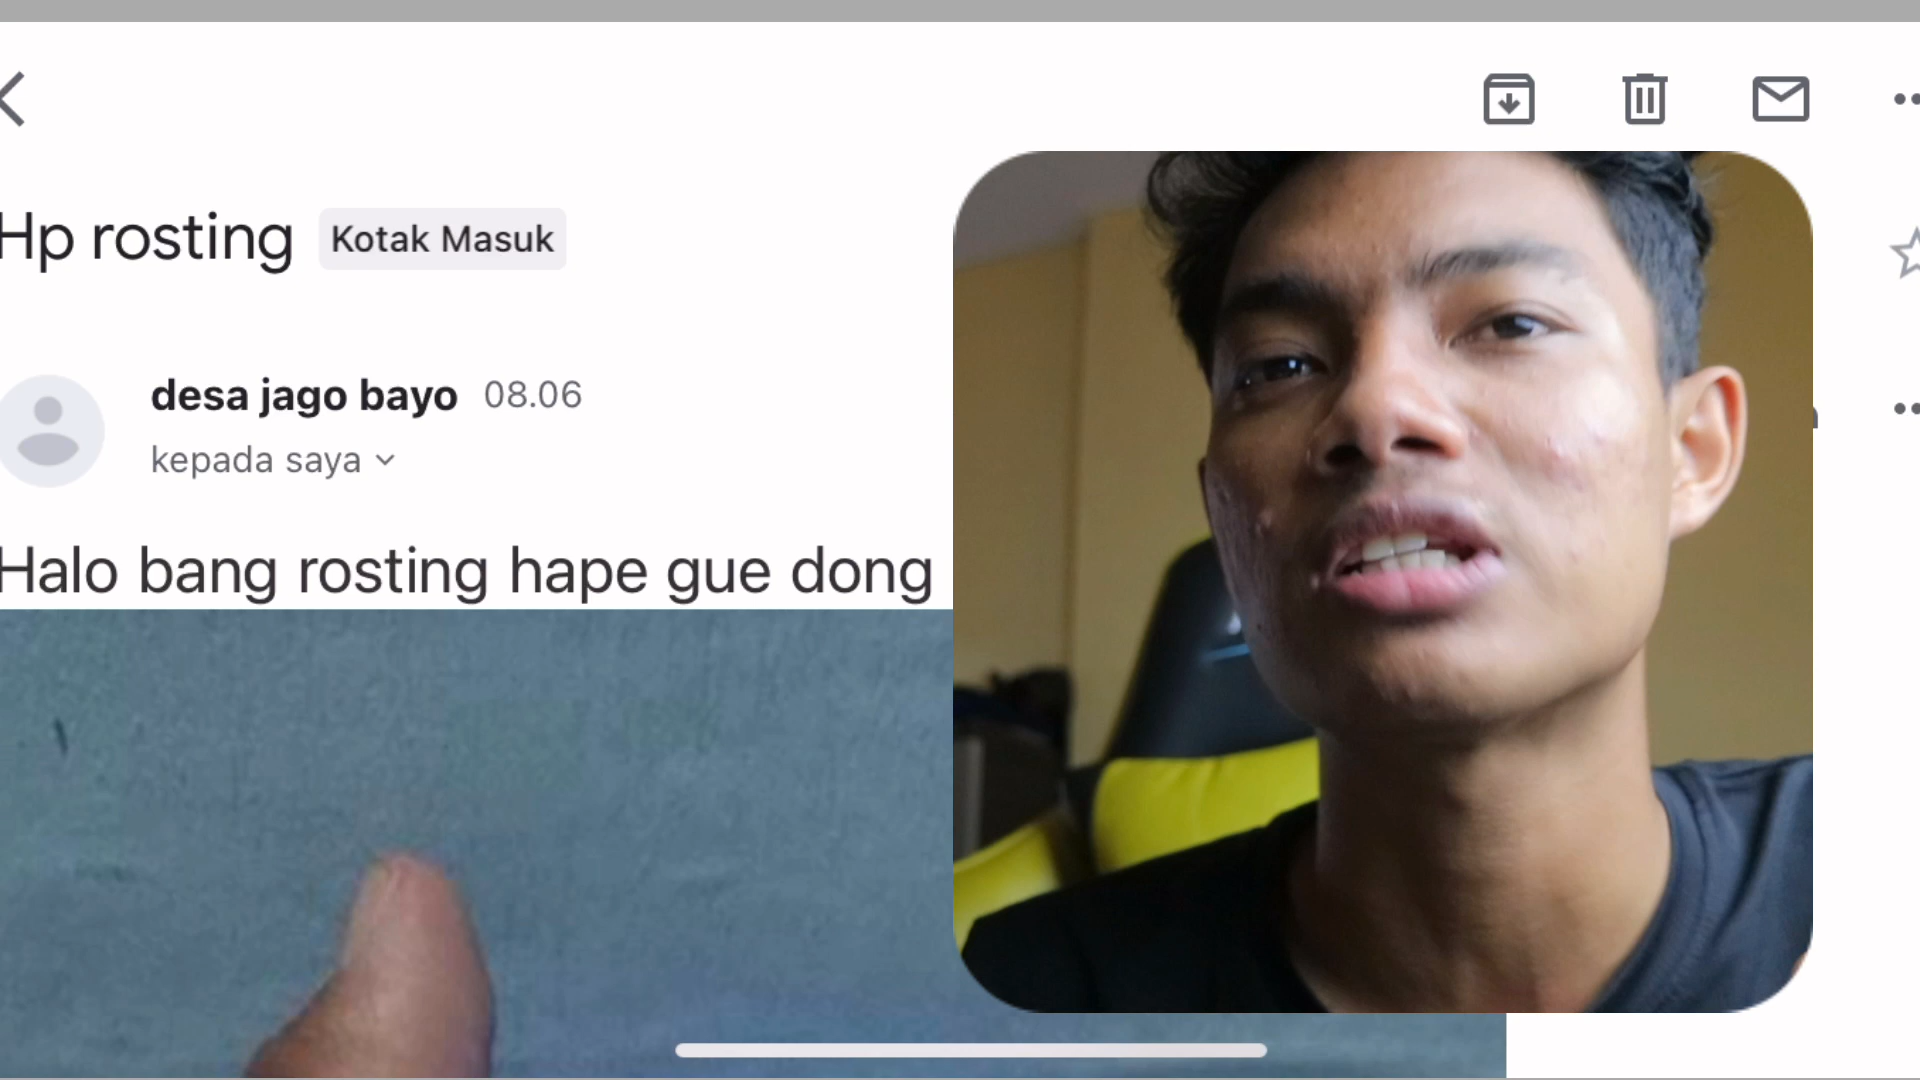 Hp rosting Kotak Masuk
desa jago bayo 08.06
kepada saya
Halo bang rosting hape gue dong